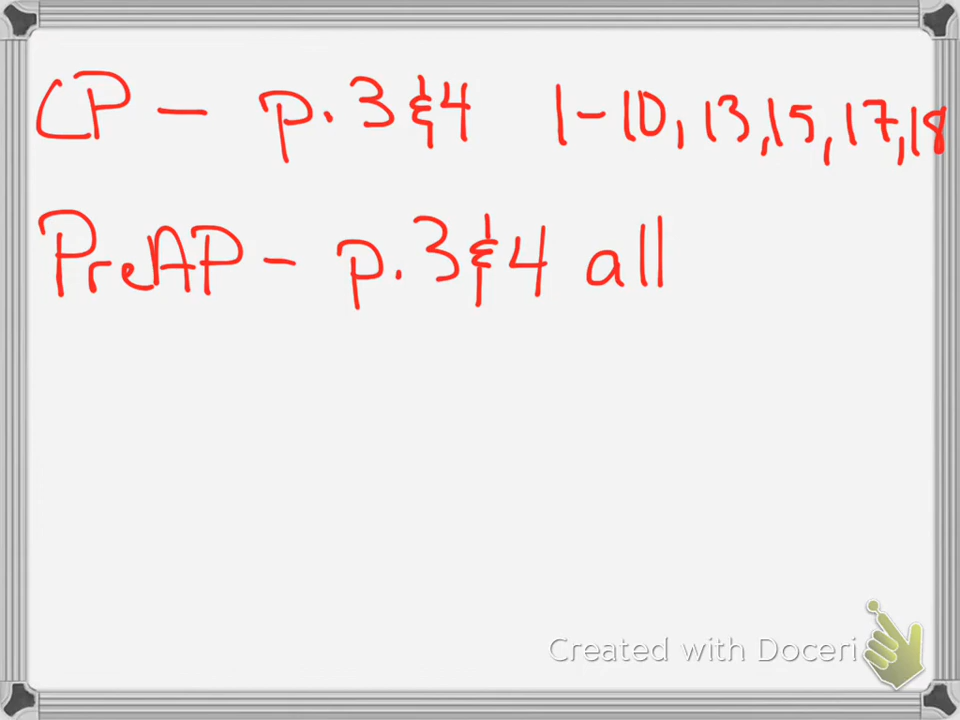 CP - p. 3 & 4 1-10, 13, 15, 17, 18
PreAP - p. 3 & 4 all
Created with Doceri